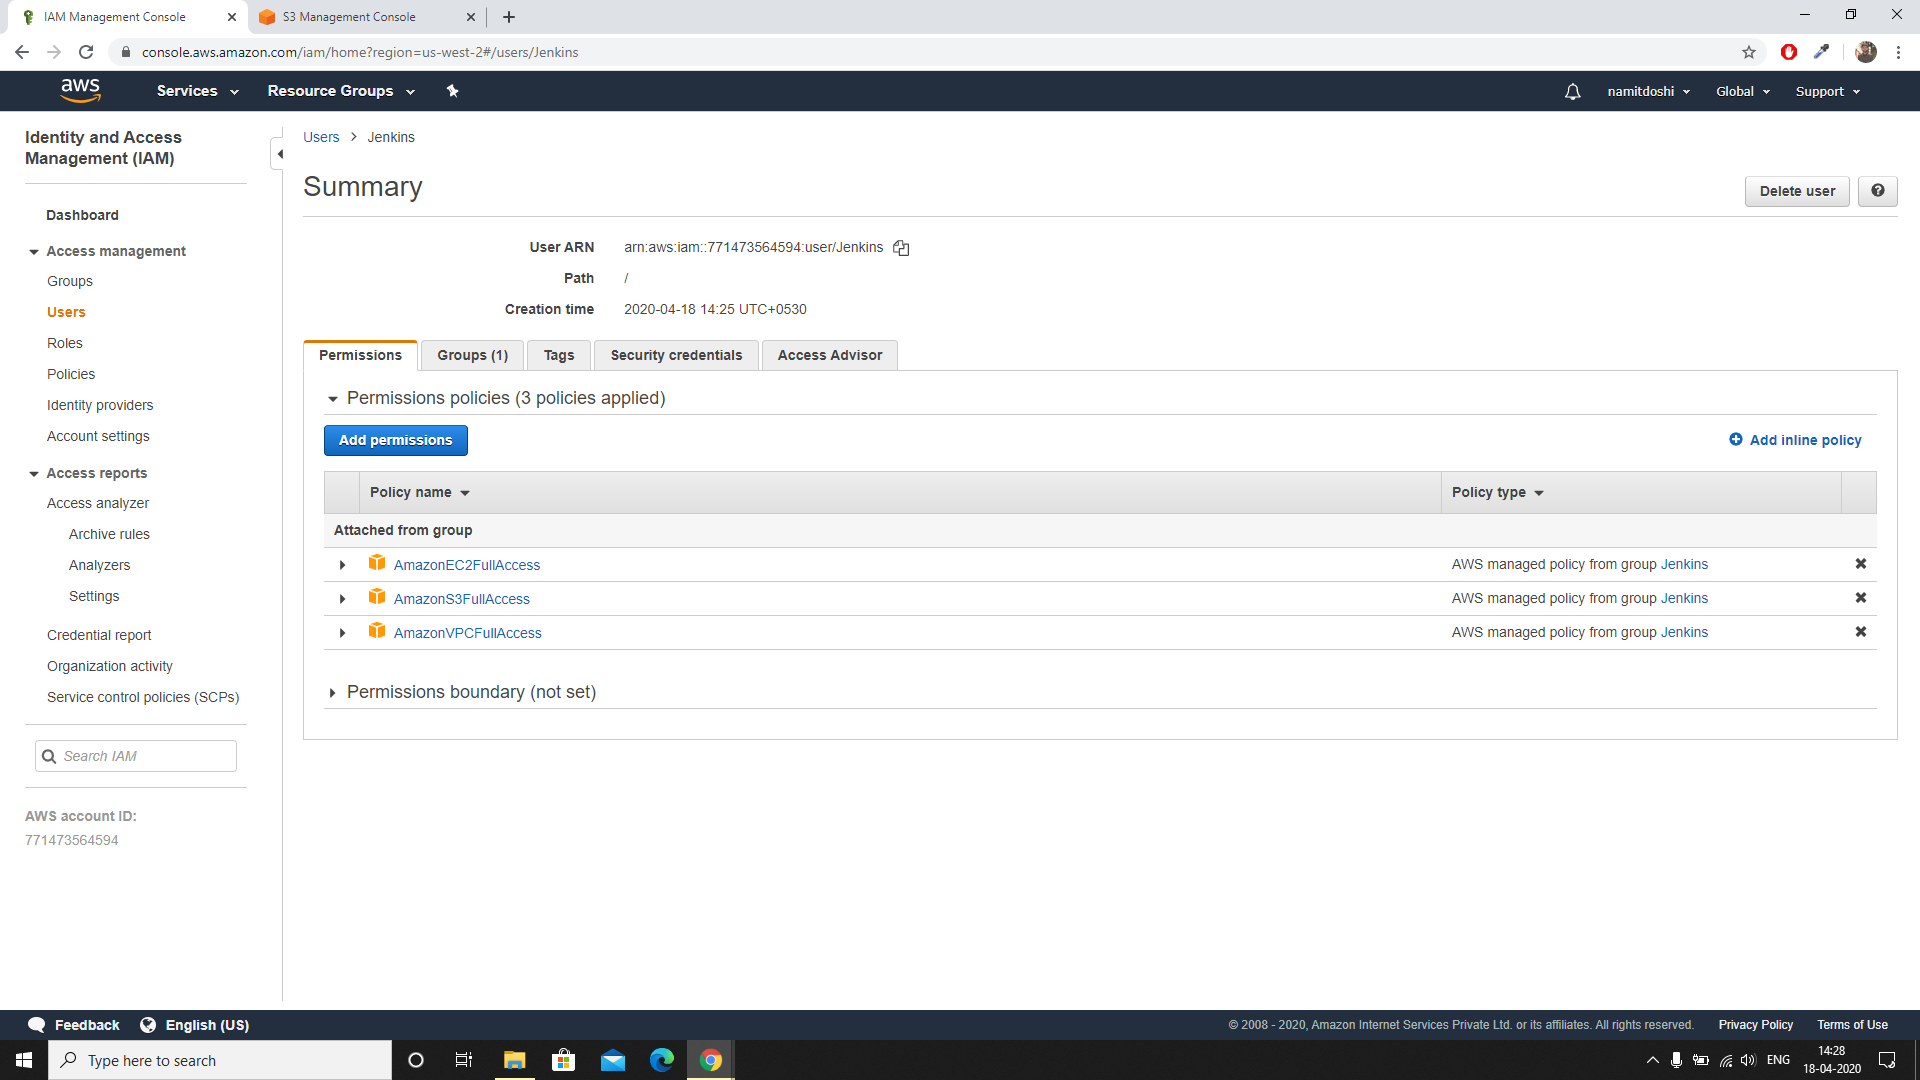 IAM Management Console
S3 Management Console
console.aws.amazon.com/iam/home?region=us-west-2#/users/Jenkins
aws
Services
Resource Groups
namitdoshi
Global
Support
Identity and Access
Management (IAM)
Dashboard
Access management
Groups
Users
Roles
Policies
Identity providers
Account settings
Access reports
Access analyzer
Archive rules
Analyzers
Settings
Credential report
Organization activity
Service control policies (SCPs)
Search IAM
AWS account ID:
771473564594
Users > Jenkins
Summary
Delete user
User ARN arn:aws:iam::771473564594:user/Jenkins
Path /
Creation time 2020-04-18 14:25 UTC+0530
Permissions
Groups (1)
Tags
Security credentials
Access Advisor
Permissions policies (3 policies applied)
Add permissions
Add inline policy
Policy name
Policy type
Attached from group
AmazonEC2FullAccess AWS managed policy from group Jenkins
AmazonS3FullAccess AWS managed policy from group Jenkins
AmazonVPCFullAccess AWS managed policy from group Jenkins
Permissions boundary (not set)
Feedback
English (US)
© 2008 - 2020, Amazon Internet Services Private Ltd. or its affiliates. All rights reserved.
Privacy Policy
Terms of Use
Type here to search
ENG
14:28
18-04-2020